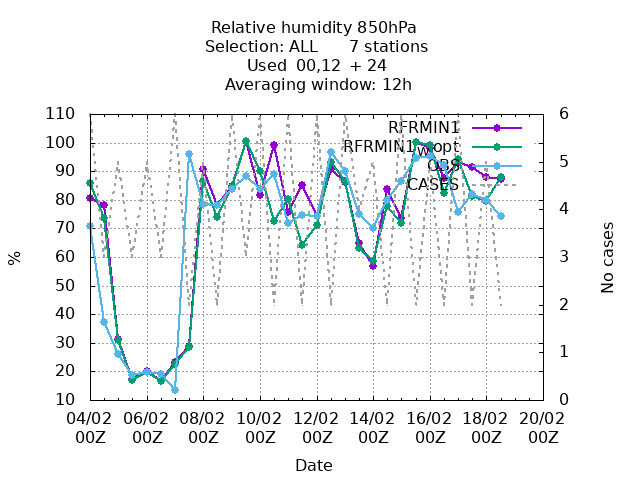 Relative humidity 850hPa
Selection: ALL 7 stations
Used 00,12 + 24
Averaging window: 12h
110 6
RFRMIN1
100
RFRMIN1wopt
90 5
OBS
80 CASES
70 4
60 3
50
40 2
30
20 1
10 0
% No cases
04/02 06/02 08/02 10/02 12/02 14/02 16/02 18/02 20/02
00Z 00Z 00Z 00Z 00Z 00Z 00Z 00Z 00Z
Date